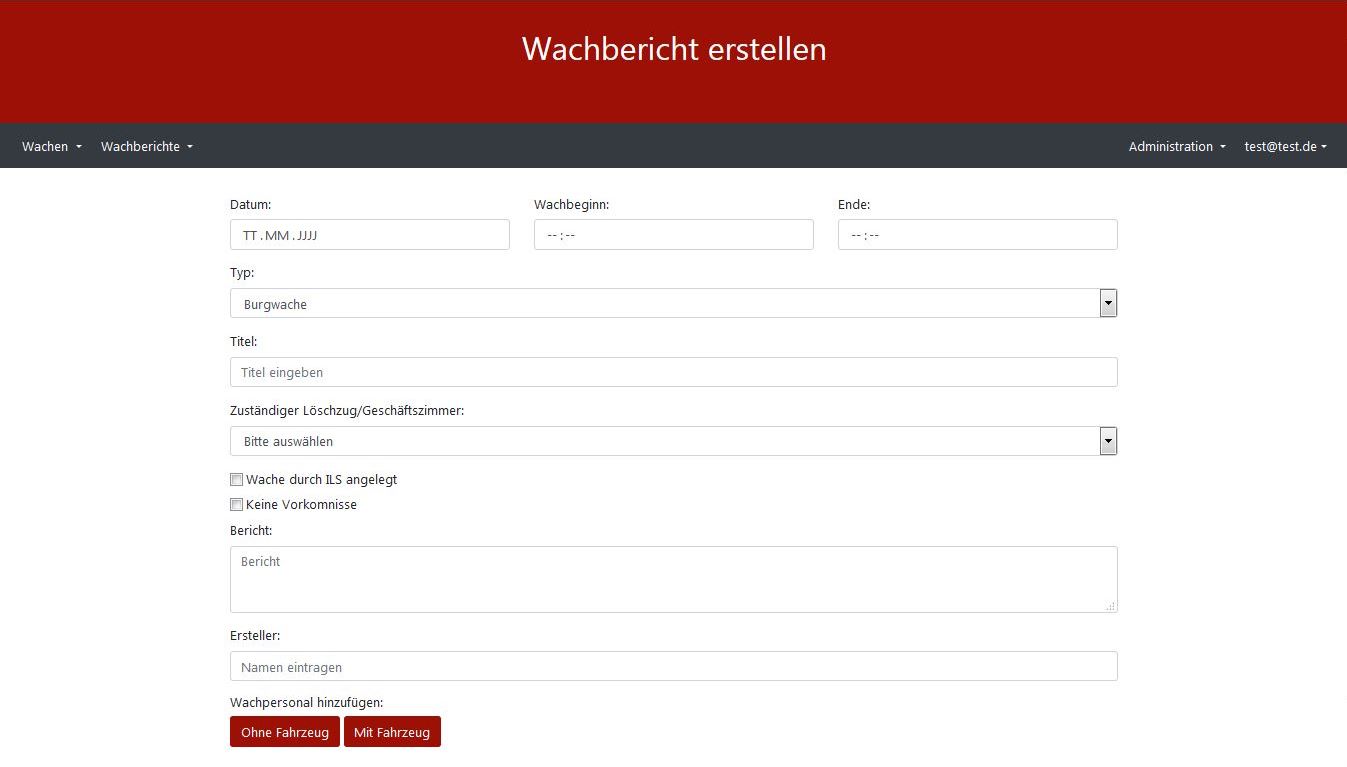 Wachbericht erstellen
Wachen Wachberichte Administration test@test.de
Datum: Wachbeginn: Ende:
TT . MM . JJJJ -- : -- -- : --
Typ:
Burgwache
Titel:
Titel eingeben
Zuständiger Löschzug/Geschäftszimmer:
Bitte auswählen
Wache durch ILS angelegt
Keine Vorkomnisse
Bericht:
Bericht
Ersteller:
Namen eintragen
Wachpersonal hinzufügen:
Ohne Fahrzeug Mit Fahrzeug